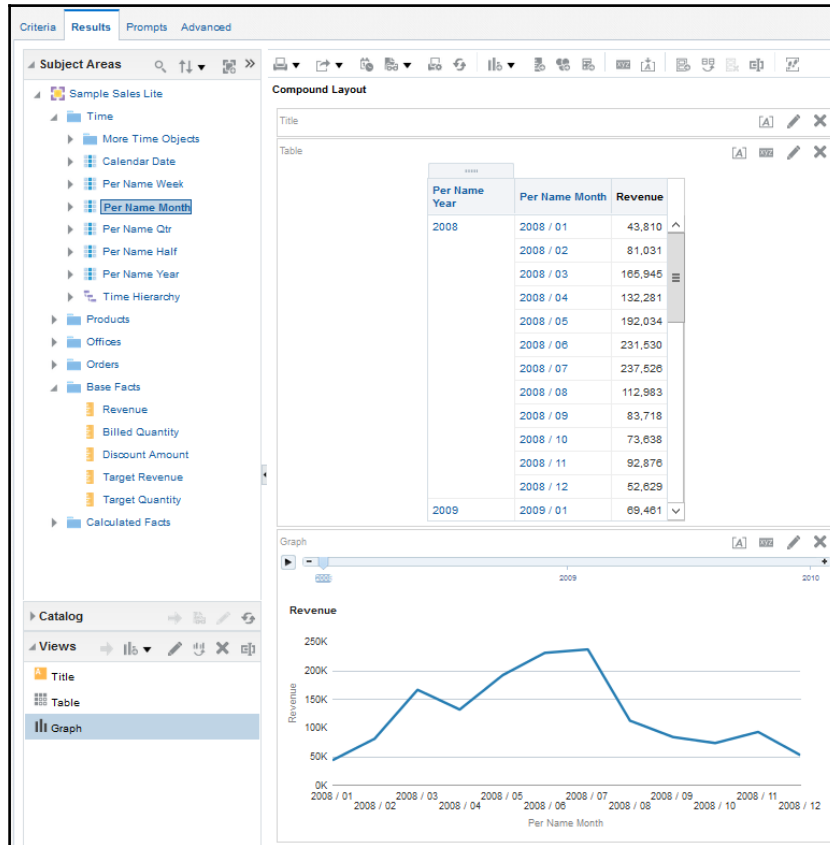 Criteria Results Prompts Advanced
Subject Areas
Sample Sales Lite
Time
More Time Objects
Calendar Date
Per Name Week
Per Name Month
Per Name Qtr
Per Name Half
Per Name Year
Time Hierarchy
Products
Offices
Orders
Base Facts
Revenue
Billed Quantity
Discount Amount
Target Revenue
Target Quantity
Calculated Facts
Catalog
Views
Title
Table
Graph
Compound Layout
Title
Table
Per Name Year Per Name Month Revenue
2008 2008 / 01 43,810
2008 / 02 81,031
2008 / 03 165,945
2008 / 04 132,281
2008 / 05 192,034
2008 / 06 231,530
2008 / 07 237,526
2008 / 08 112,983
2008 / 09 83,718
2008 / 10 73,638
2008 / 11 92,876
2008 / 12 52,629
2009 2009 / 01 69,461
Graph
2008 2009 2010
Revenue
250K
200K
150K
100K
50K
0K
Revenue
2008 / 01 2008 / 02 2008 / 03 2008 / 04 2008 / 05 2008 / 06 2008 / 07 2008 / 08 2008 / 09 2008 / 10 2008 / 11 2008 / 12
Per Name Month